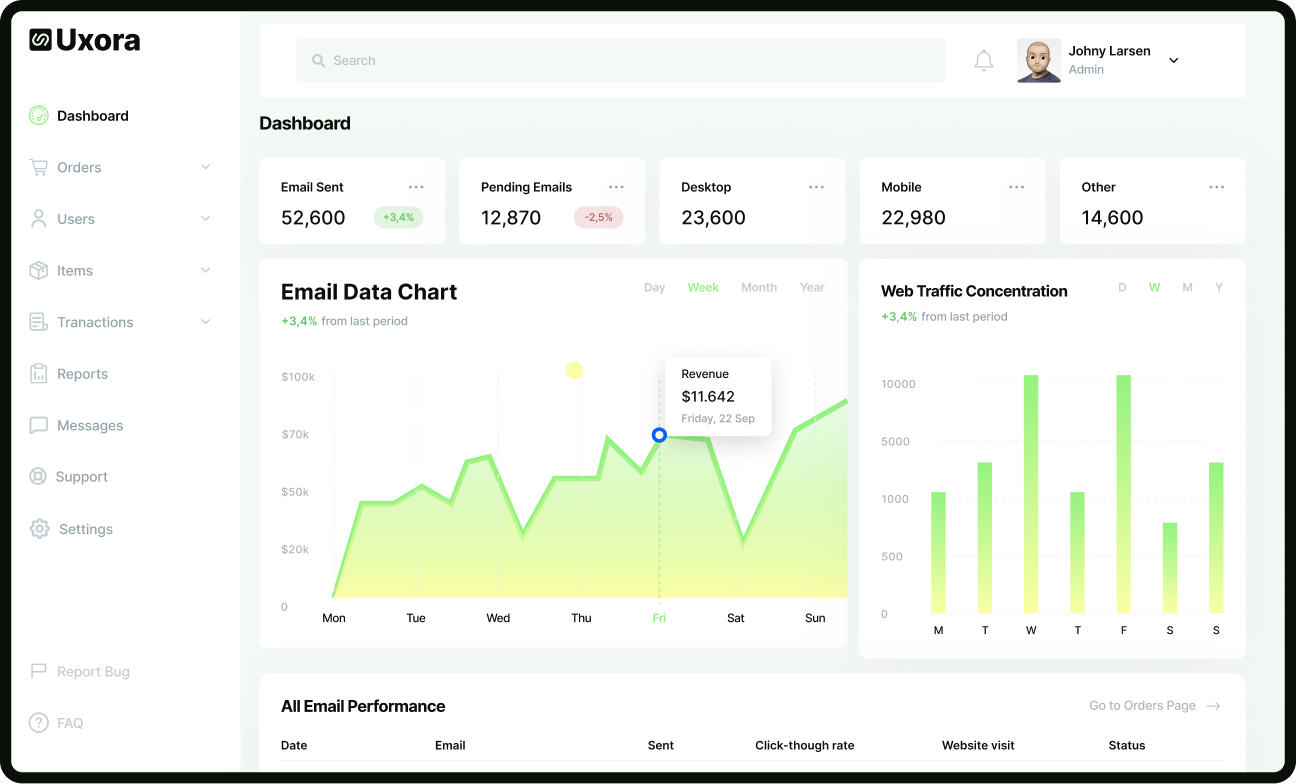 Uxora
Search
Johny Larsen
Admin
Dashboard
Orders
Users
Items
Tranactions
Reports
Messages
Support
Settings
Report Bug
FAQ
Dashboard
Email Sent
52,600 +3,4%
Pending Emails
12,870 -2,5%
Desktop
23,600
Mobile
22,980
Other
14,600
Email Data Chart
Day Week Month Year
+3,4% from last period
$100k
$70k
$50k
$20k
0
Revenue
$11.642
Friday, 22 Sep
Mon Tue Wed Thu Fri Sat Sun
Web Traffic Concentration
D W M Y
+3,4% from last period
10000
5000
1000
500
0
M T W T F S S
All Email Performance
Go to Orders Page
Date Email Sent Click-though rate Website visit Status